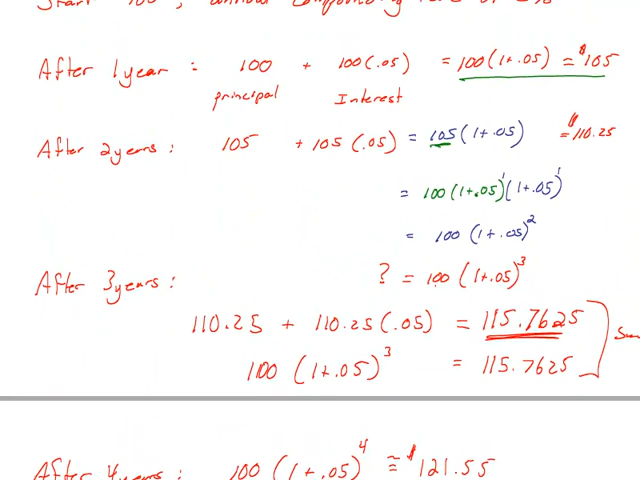 After 1 year : 100 + 100(.05) = 100(1+.05) = $105
principal Interest
After 2 years : 105 + 105(.05) = 105(1+.05) = $110.25
= 100(1+.05)¹(1+.05)¹
= 100(1+.05)²
After 3 years : ? = 100(1+.05)³
110.25 + 110.25(.05) = 115.7625
100(1+.05)³ = 115.7625
After 4 years : 100(1+.05)⁴ ≅ $121.55